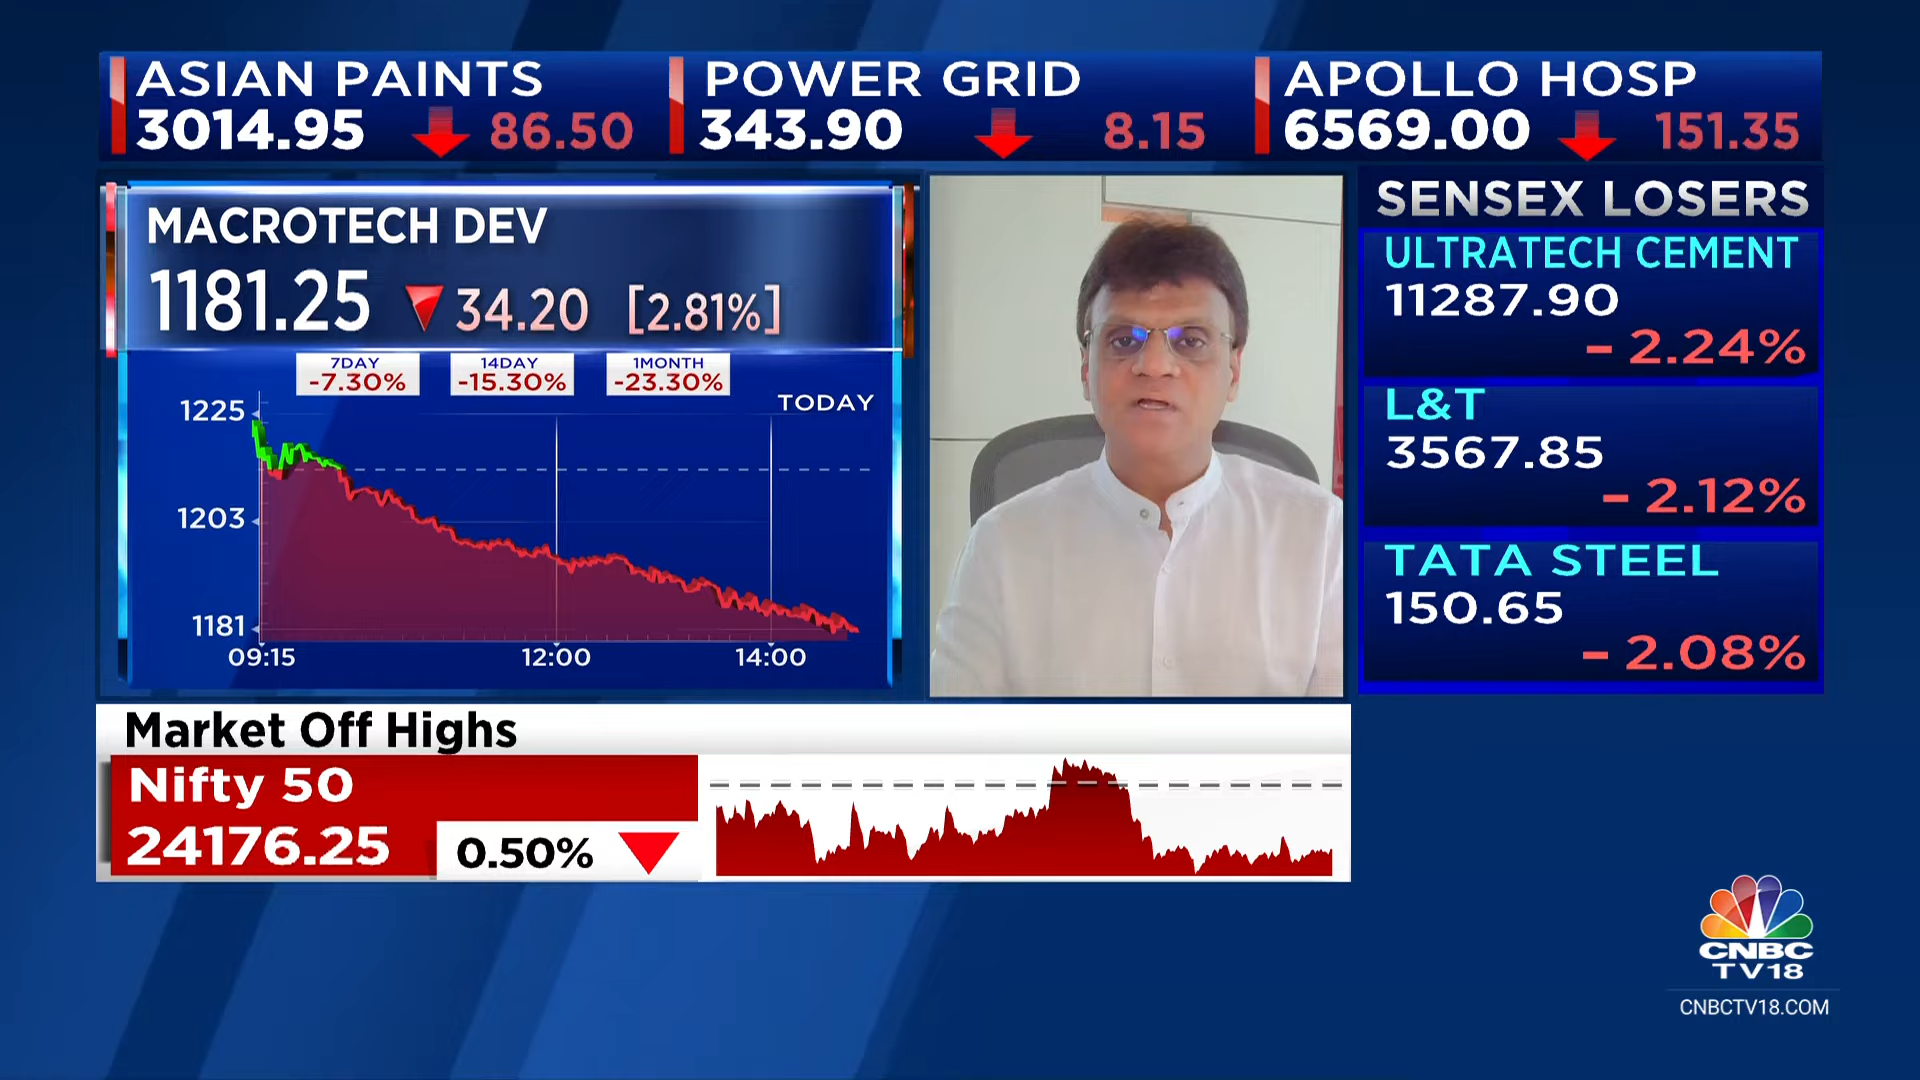 ASIAN PAINTS
3014.95 86.50
POWER GRID
343.90 8.15
APOLLO HOSP
6569.00 151.35
MACROTECH DEV
1181.25 34.20 [2.81%]
7DAY
-7.30%
14DAY
-15.30%
1MONTH
-23.30%
TODAY
1225
1203
1181
09:15 12:00 14:00
SENSEX LOSERS
ULTRATECH CEMENT
11287.90
- 2.24%
L&T
3567.85
- 2.12%
TATA STEEL
150.65
- 2.08%
Market Off Highs
Nifty 50
24176.25 0.50%
CNBC
TV18
CNBCTV18.COM